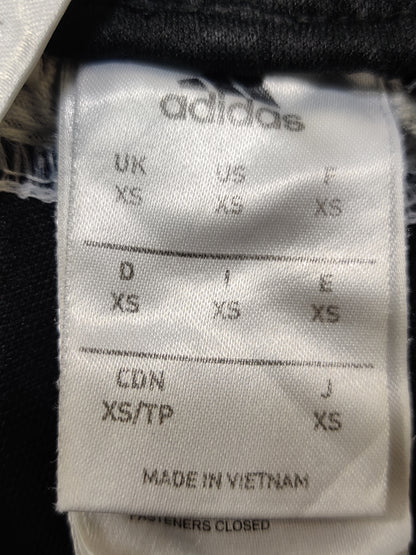 adidas
UK US F
XS XS XS
D I E
XS XS XS
CDN J
XS/TP XS
MADE IN VIETNAM
FASTENERS CLOSED